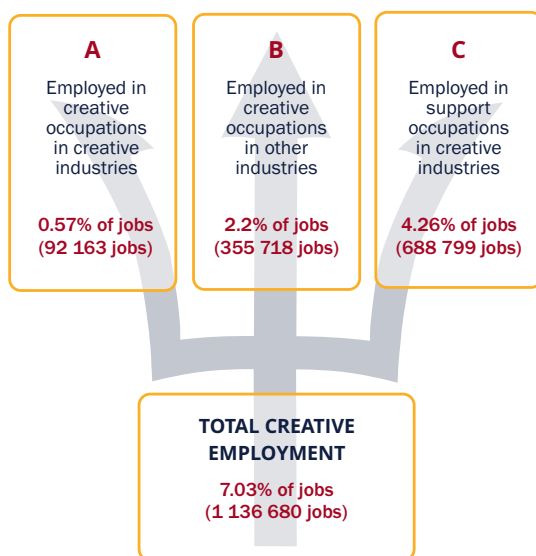 A
Employed in
creative
occupations
in creative
industries
0.57% of jobs
(92 163 jobs)
B
Employed in
creative
occupations
in other
industries
2.2% of jobs
(355 718 jobs)
C
Employed in
support
occupations
in creative
industries
4.26% of jobs
(688 799 jobs)
TOTAL CREATIVE
EMPLOYMENT
7.03% of jobs
(1 136 680 jobs)